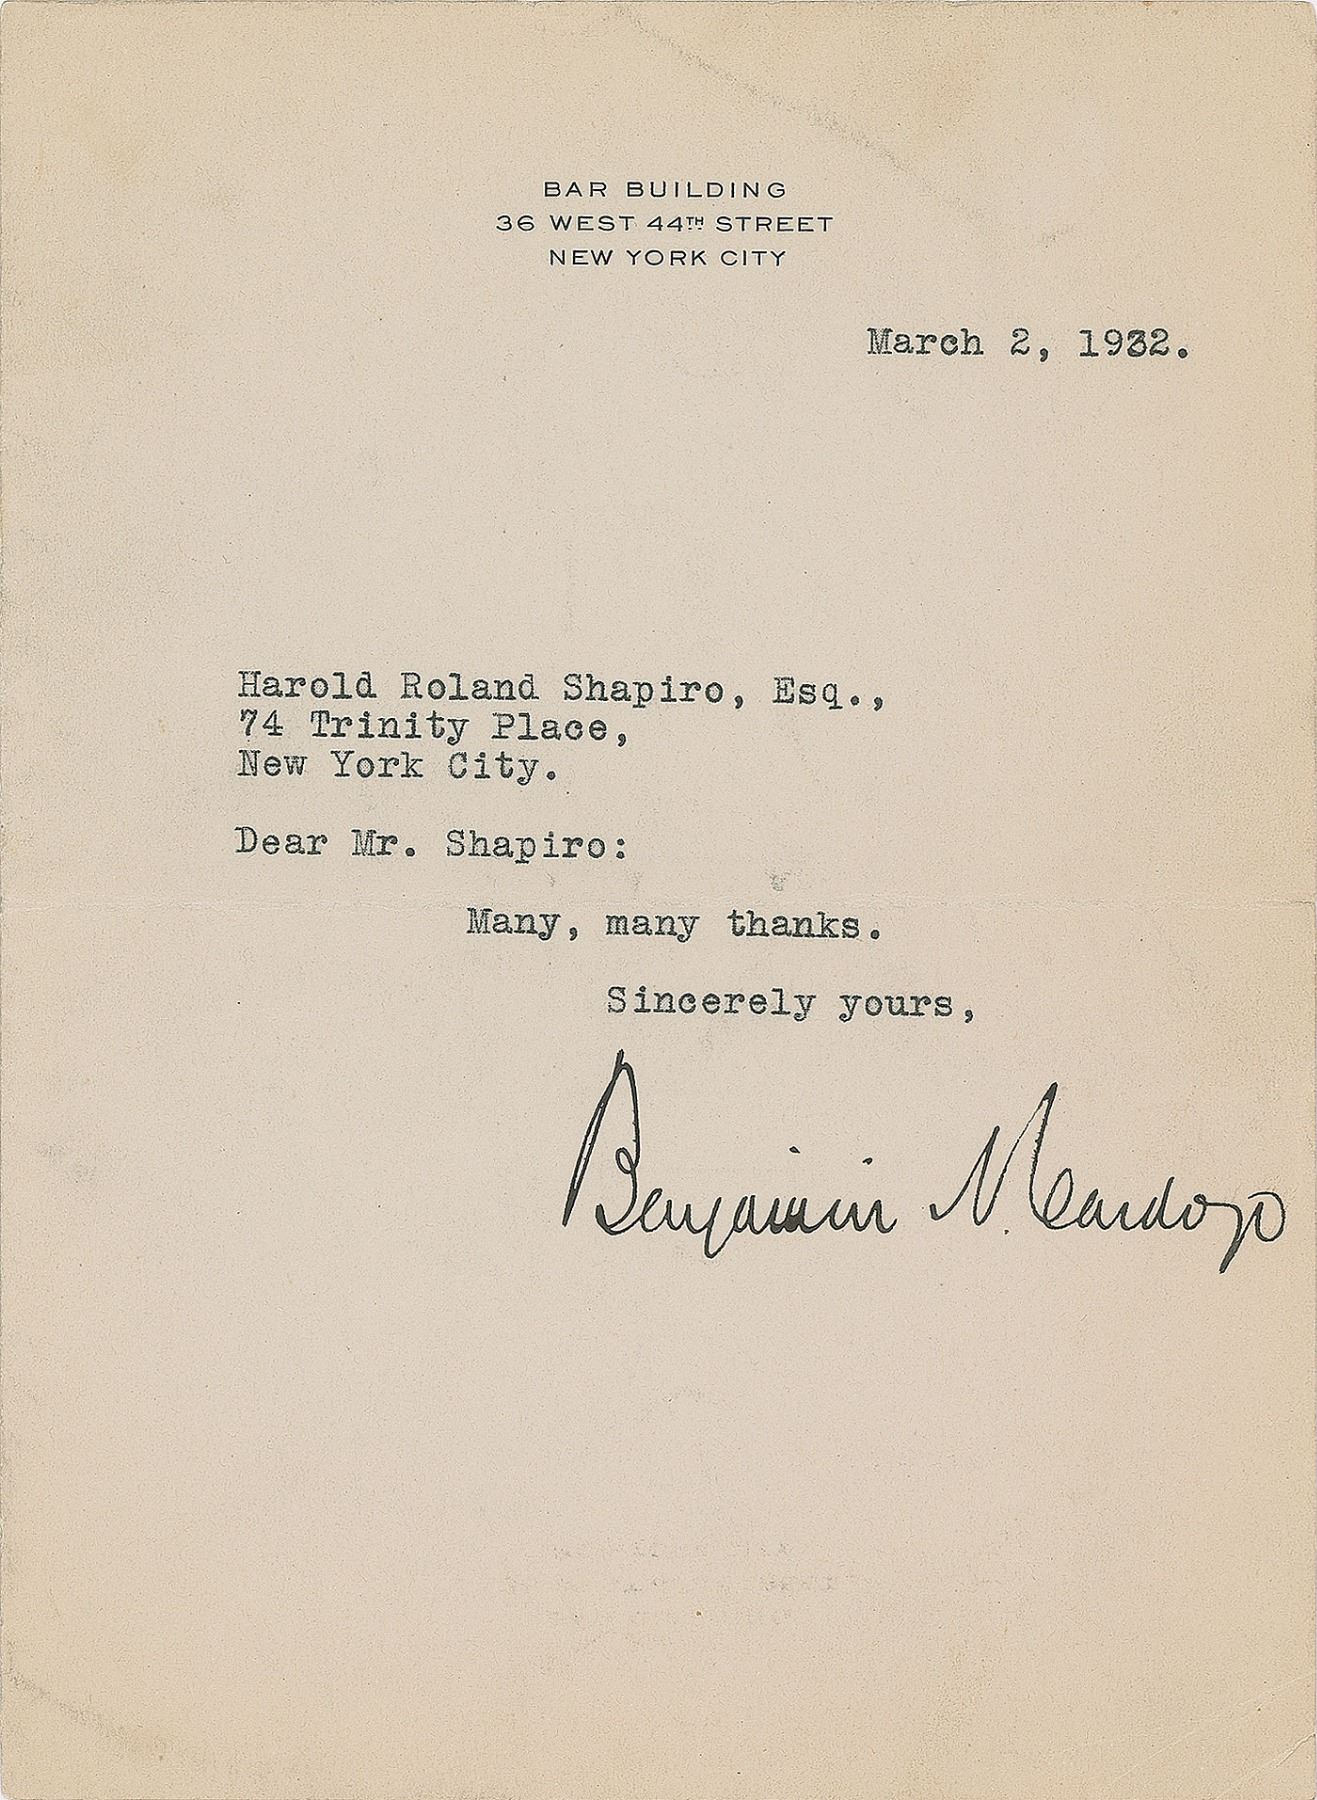 BAR BUILDING
36 WEST 44TH STREET
NEW YORK CITY
March 2, 1932.
Harold Roland Shapiro, Esq.,
74 Trinity Place,
New York City.
Dear Mr. Shapiro:
Many, many thanks.
Sincerely yours,
Benjamin N. Cardozo